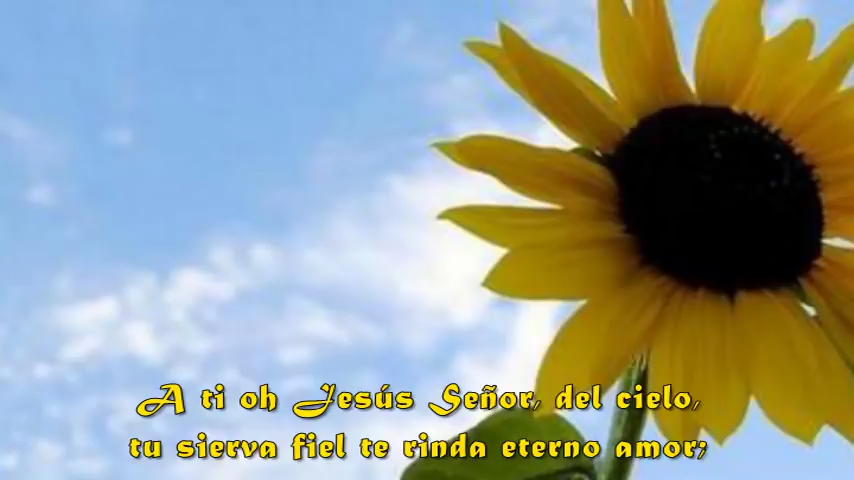 A ti oh Jesús Señor, del cielo,
tu sierva fiel te rinda eterno amor;